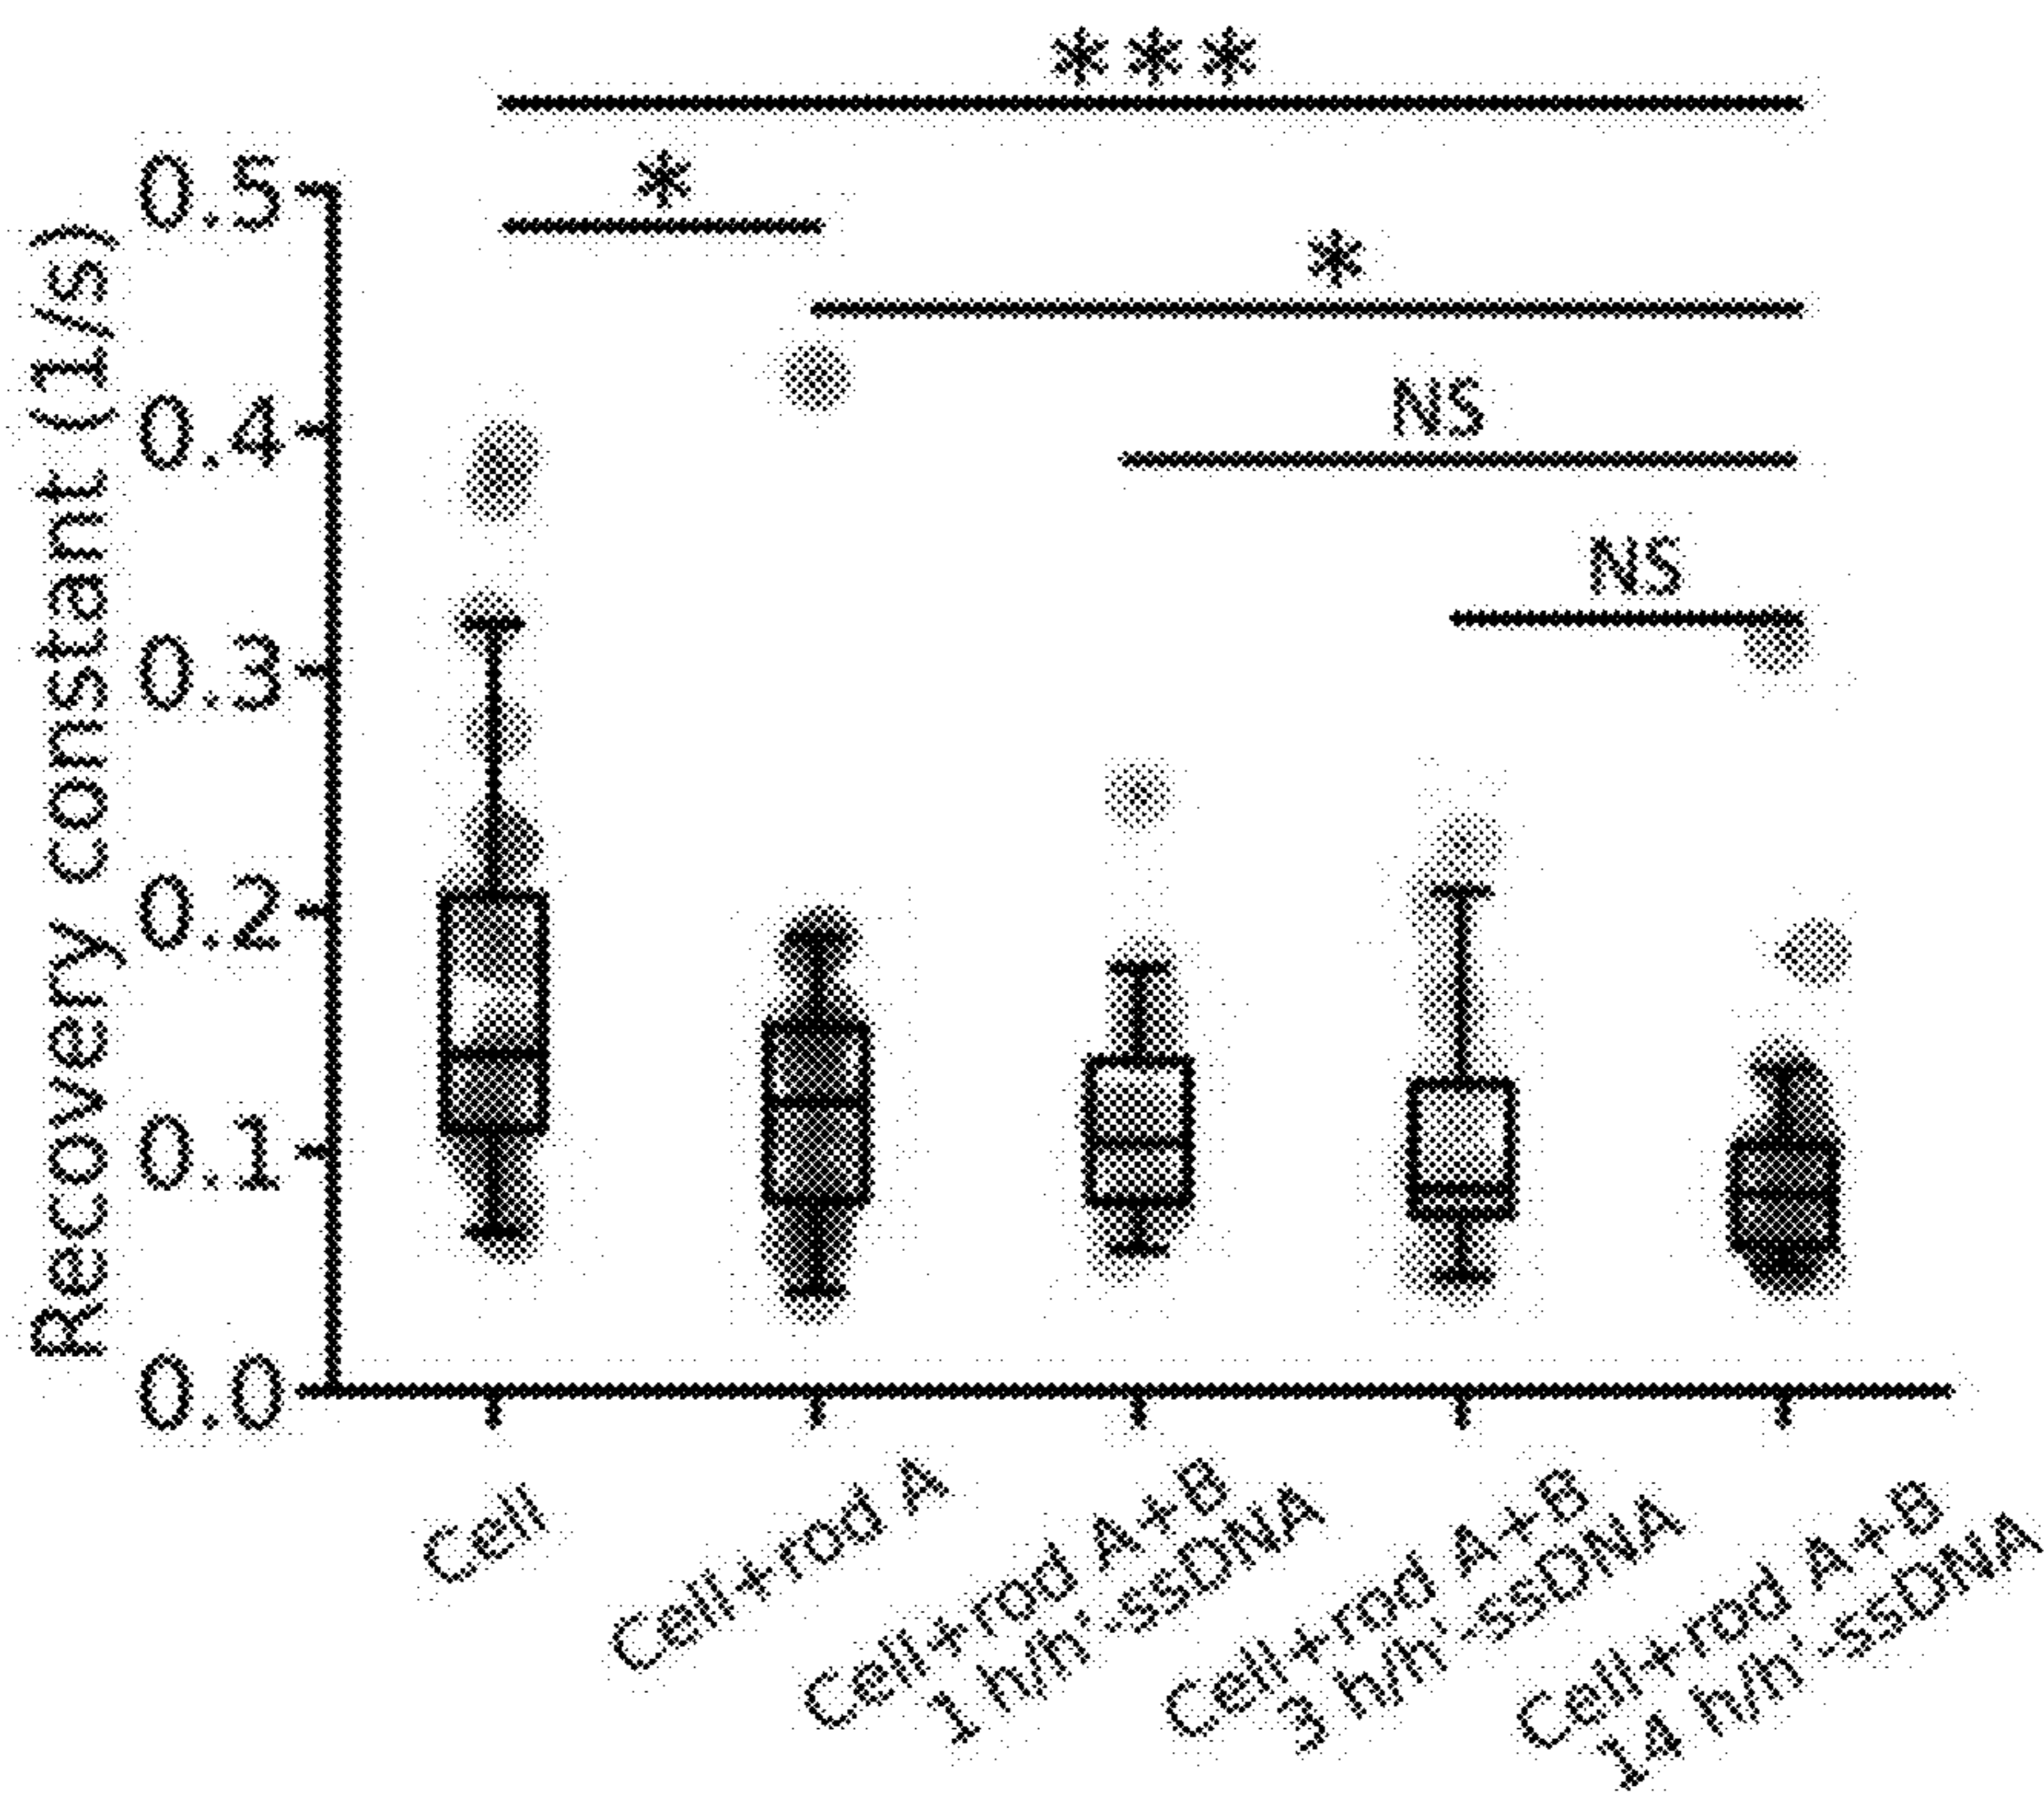 ***
*
*
NS
NS
Recovery constant (1/s)
0.5
0.4
0.3
0.2
0.1
0.0
Cell
Cell+rod A
Cell+rod A+B
1 h/h'-ssDNA
Cell+rod A+B
3 h/h'-ssDNA
Cell+rod A+B
14 h/h'-ssDNA